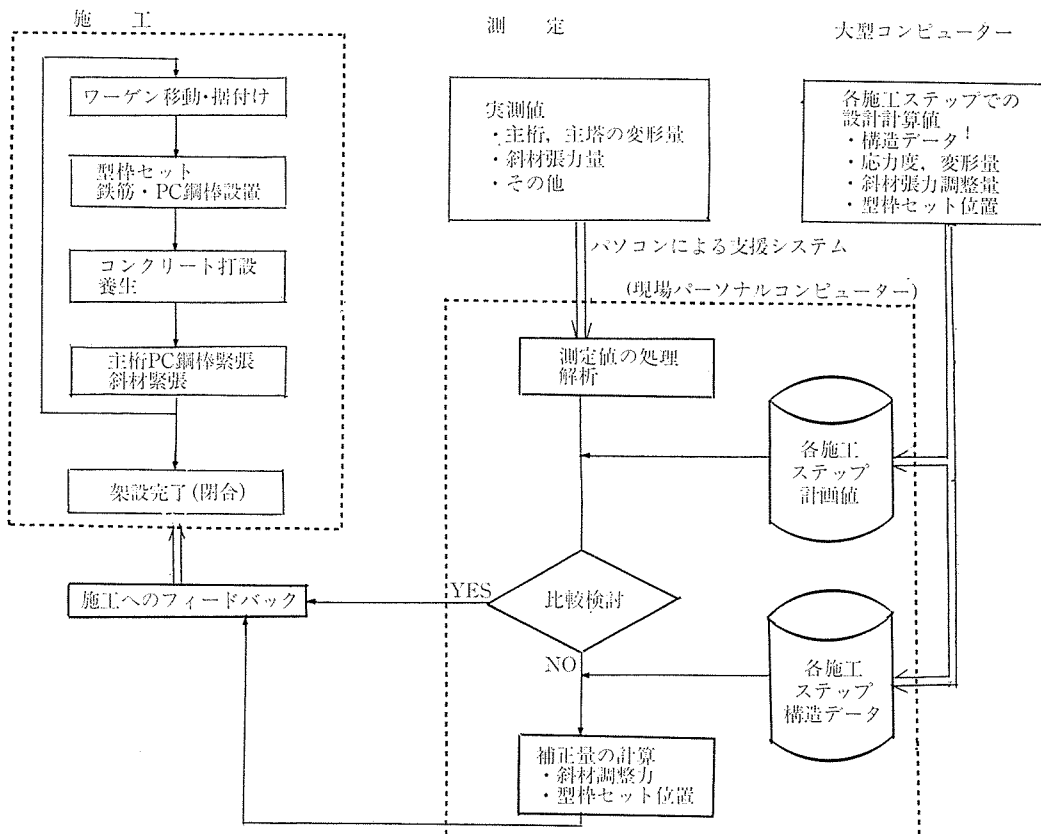 施工
ワーゲン移動・据付け
型枠セット
鉄筋・PC鋼棒設置
コンクリート打設
養生
主桁PC鋼棒緊張
斜材緊張
架設完了(閉合)
施工へのフィードバック
測定
実測値
・主桁，主塔の変形量
・斜材張力量
・その他
パソコンによる支援システム
(現場パーソナルコンピューター)
測定値の処理
解析
比較検討
YES
NO
補正量の計算
・斜材調整力
・型枠セット位置
大型コンピューター
各施工ステップでの
設計計算値
・構造データ
・応力度，変形量
・斜材張力調整量
・型枠セット位置
各施工
ステップ
計画値
各施工
ステップ
構造データ